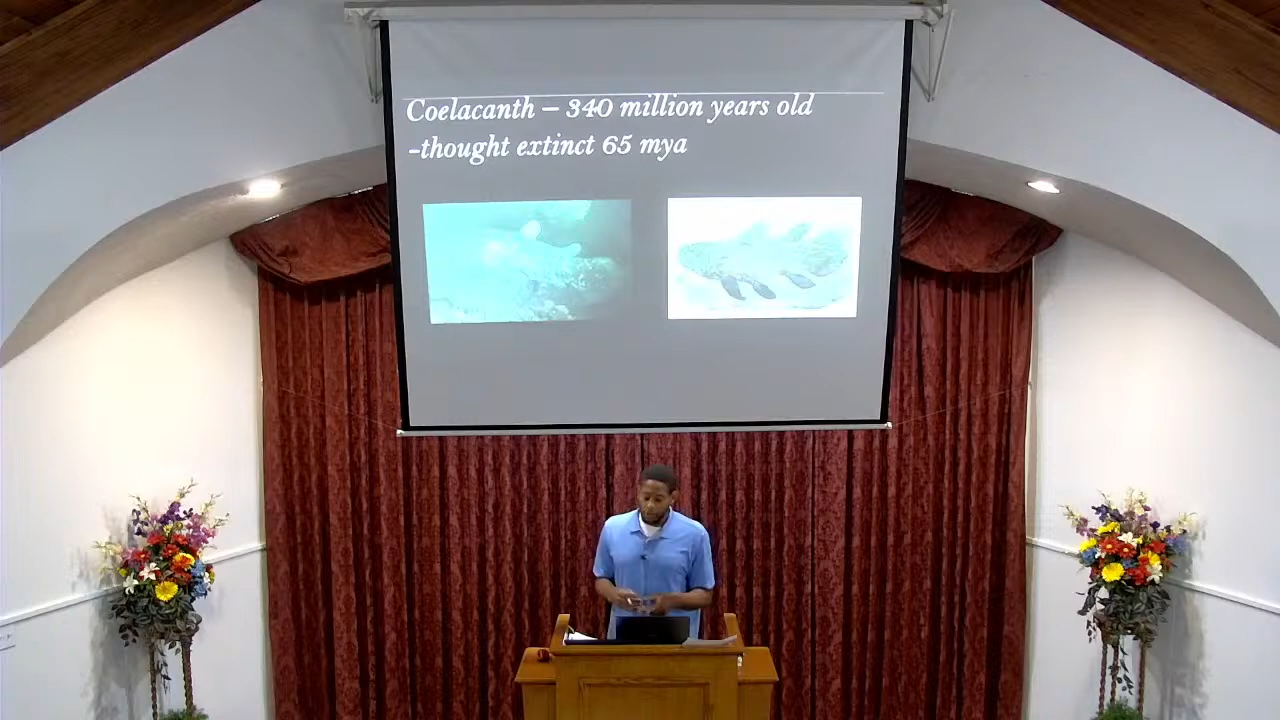 Coelacanth – 340 million years old
-thought extinct 65 mya